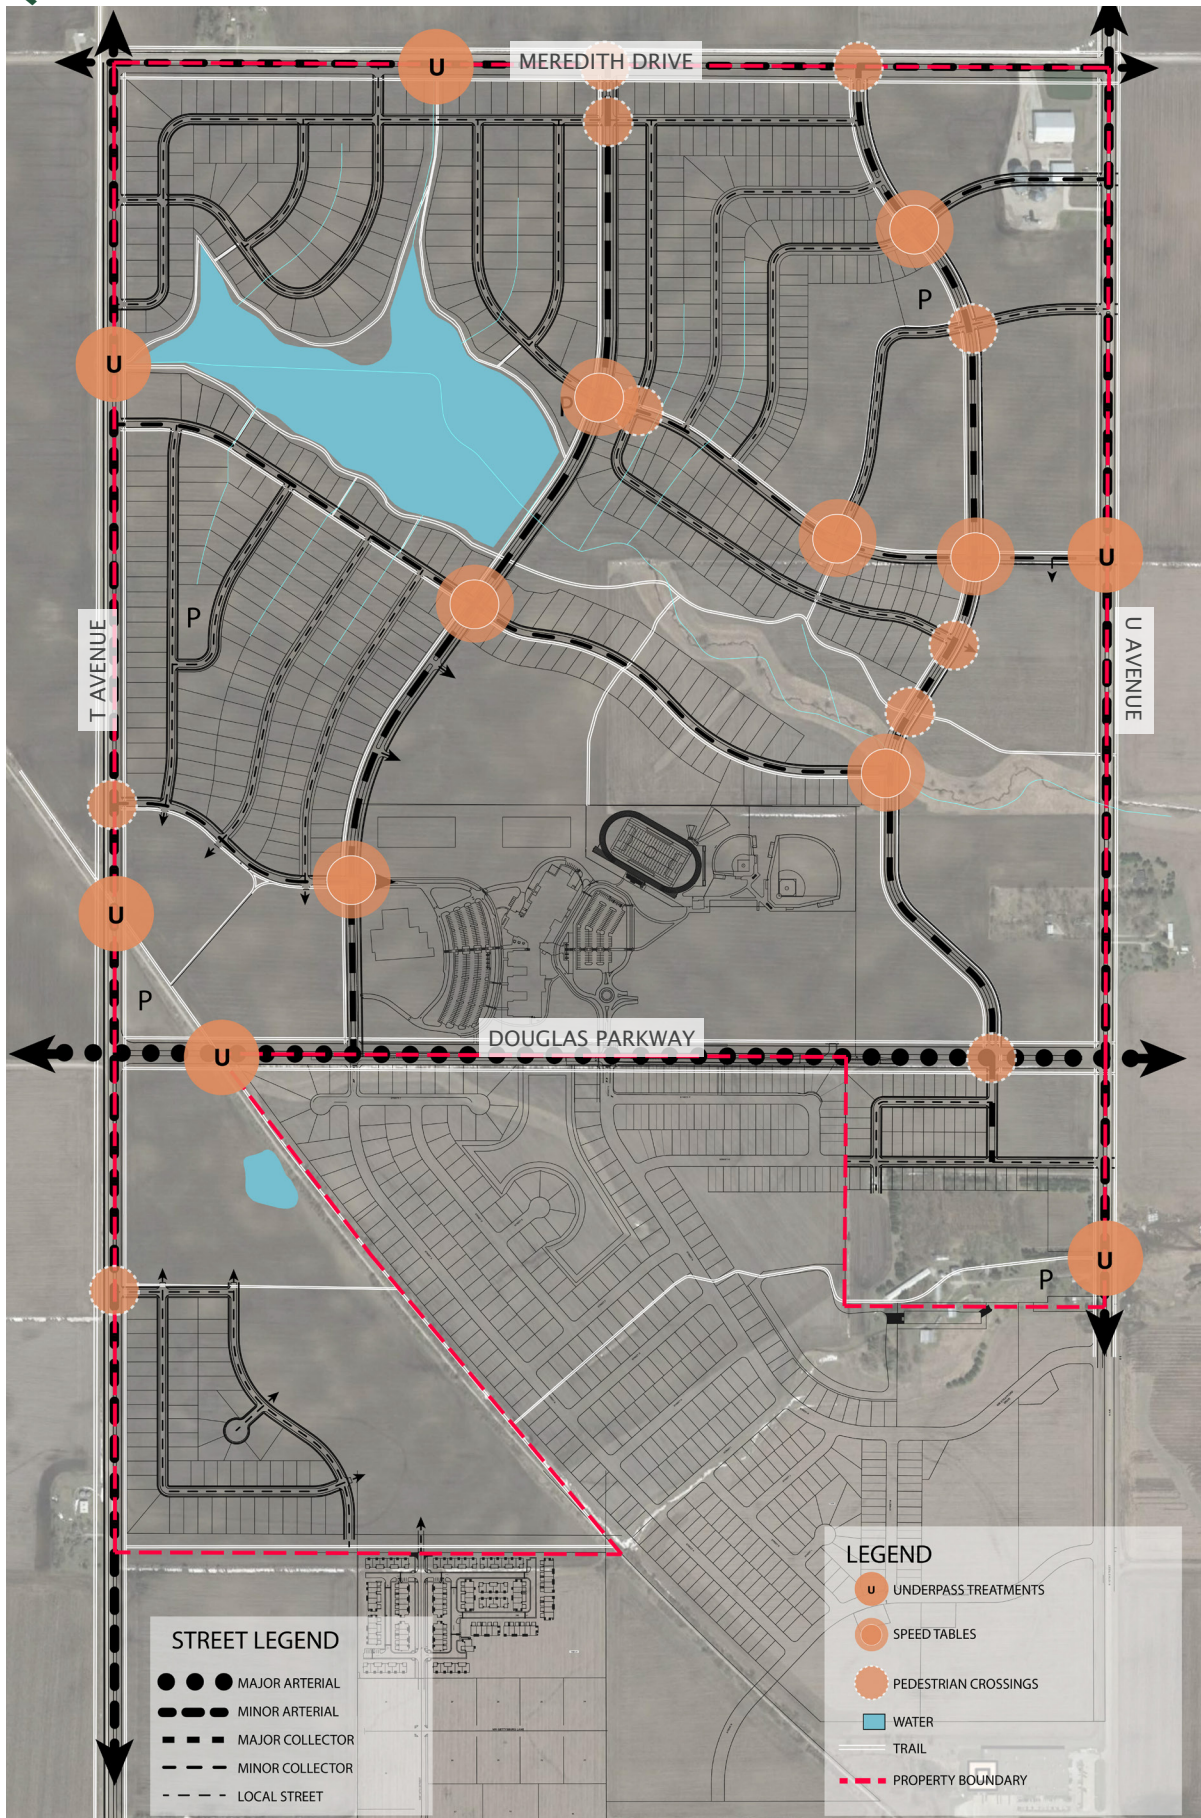 MEREDITH DRIVE
U
P
U
P
U
P
T AVENUE
U AVENUE
U
P
DOUGLAS PARKWAY
U
U
P
LEGEND
U UNDERPASS TREATMENTS
SPEED TABLES
PEDESTRIAN CROSSINGS
WATER
TRAIL
PROPERTY BOUNDARY
STREET LEGEND
MAJOR ARTERIAL
MINOR ARTERIAL
MAJOR COLLECTOR
MINOR COLLECTOR
LOCAL STREET